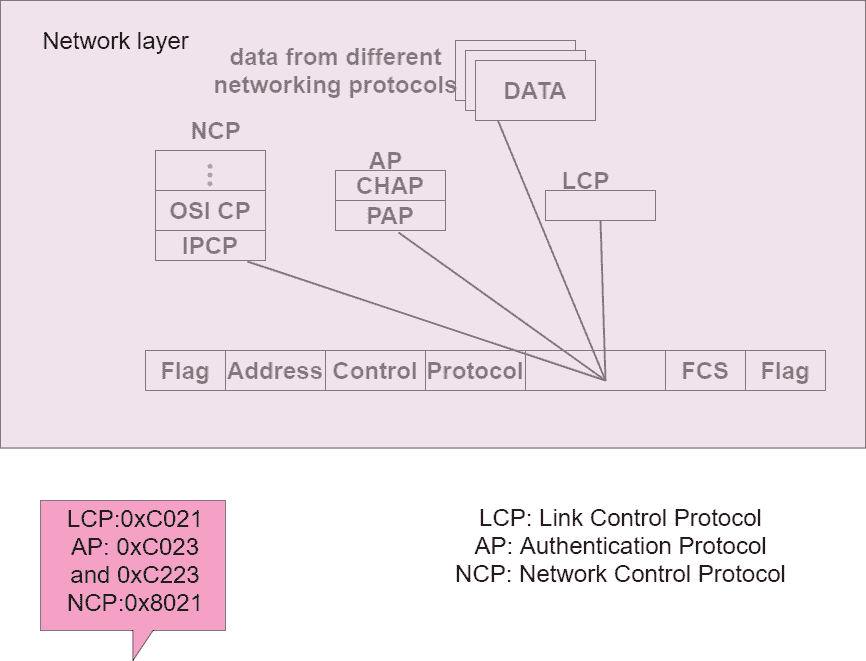 Network layer
data from different
networking protocols
DATA
NCP
⋮
OSI CP
IPCP
AP
CHAP
PAP
LCP
Flag Address Control Protocol FCS Flag
LCP:0xC021
AP: 0xC023
and 0xC223
NCP:0x8021
LCP: Link Control Protocol
AP: Authentication Protocol
NCP: Network Control Protocol